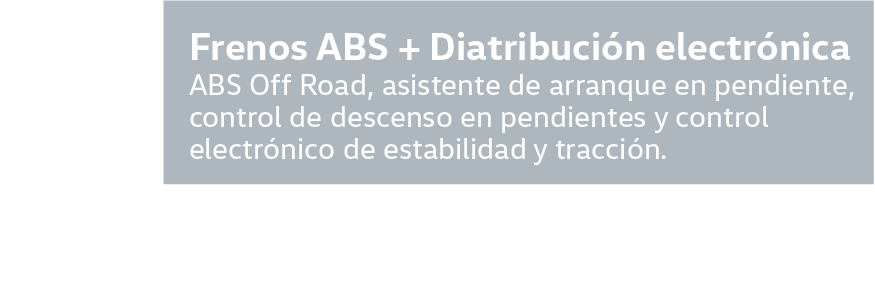 Frenos ABS + Diatribución electrónica
ABS Off Road, asistente de arranque en pendiente,
control de descenso en pendientes y control
electrónico de estabilidad y tracción.